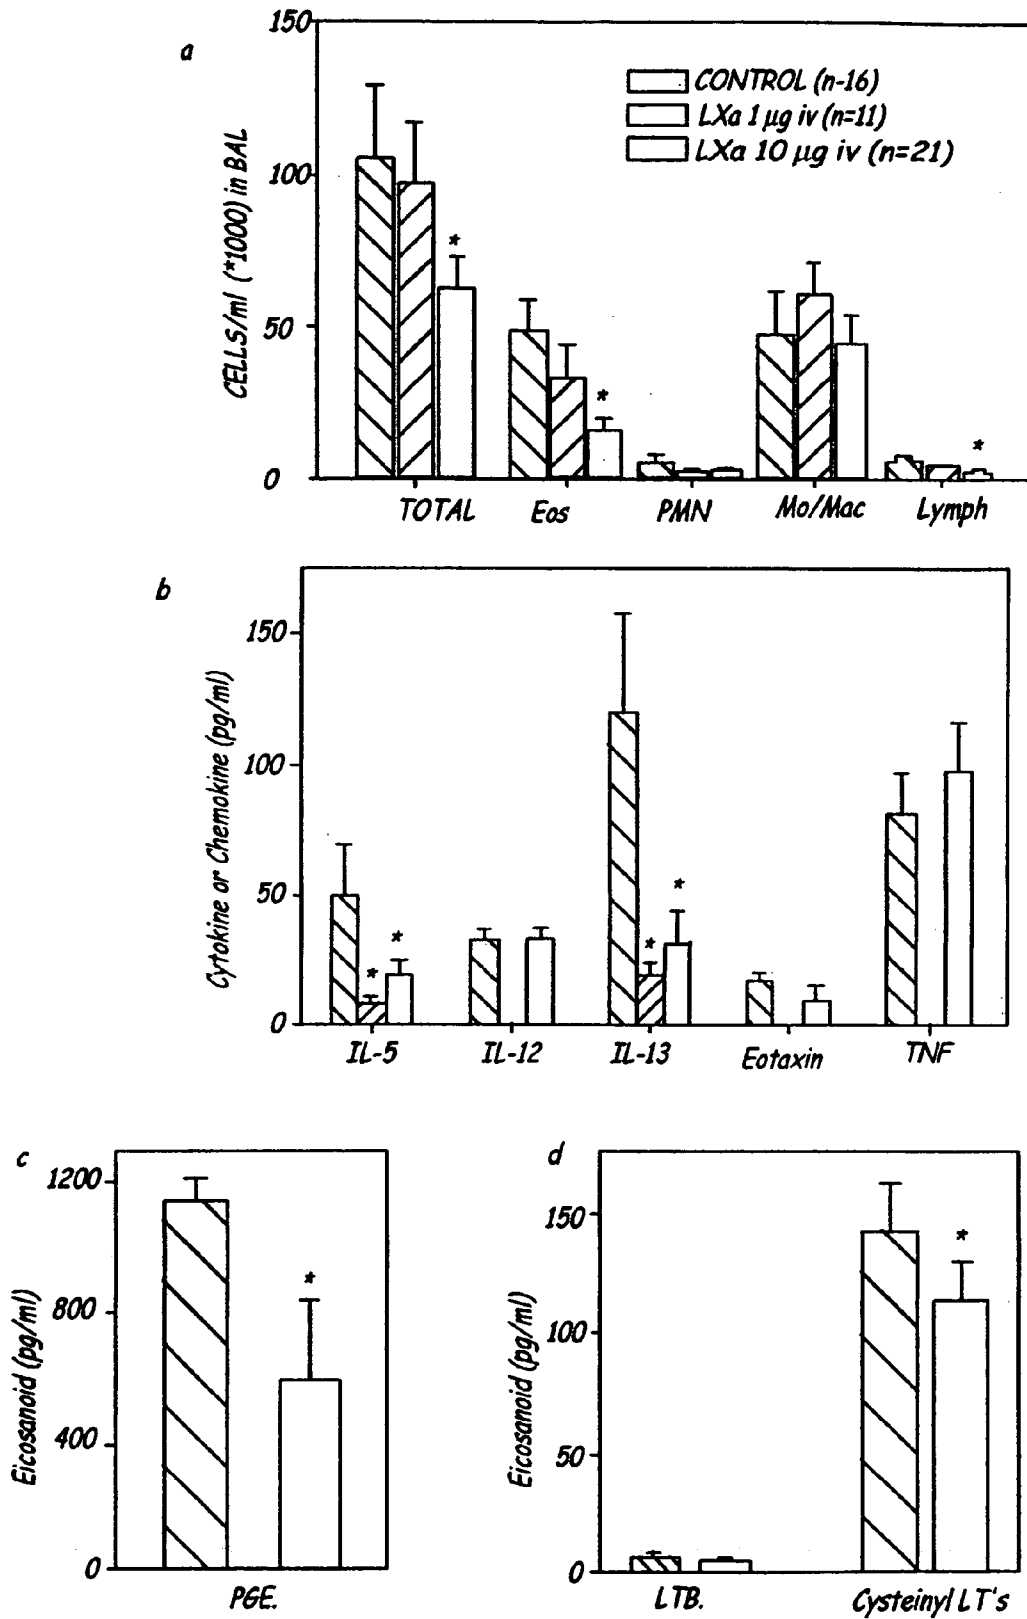 a
150
100
50
0
CELLS/ml (*1000) in BAL
CONTROL (n-16)
LXa 1 µg iv (n=11)
LXa 10 µg iv (n=21)
*
*
*
TOTAL Eos PMN Mo/Mac Lymph
b
150
100
50
0
Cytokine or Chemokine (pg/ml)
* *
* *
IL-5 IL-12 IL-13 Eotaxin TNF
c
1200
800
400
0
Eicosanoid (pg/ml)
*
PGE.
d
150
100
50
0
Eicosanoid (pg/ml)
*
LTB. Cysteinyl LT's